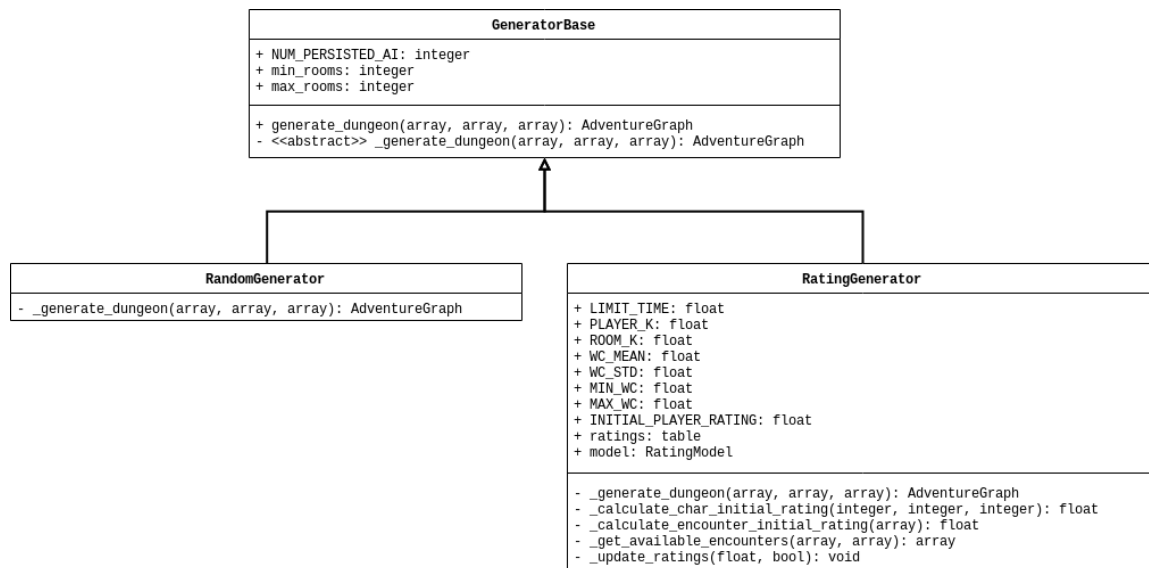 GeneratorBase
+ NUM_PERSISTED_AI: integer
+ min_rooms: integer
+ max_rooms: integer
+ generate_dungeon(array, array, array): AdventureGraph
- <<abstract>> _generate_dungeon(array, array, array): AdventureGraph
RandomGenerator
- _generate_dungeon(array, array, array): AdventureGraph
RatingGenerator
+ LIMIT_TIME: float
+ PLAYER_K: float
+ ROOM_K: float
+ WC_MEAN: float
+ WC_STD: float
+ MIN_WC: float
+ MAX_WC: float
+ INITIAL_PLAYER_RATING: float
+ ratings: table
+ model: RatingModel
- _generate_dungeon(array, array, array): AdventureGraph
- _calculate_char_initial_rating(integer, integer, integer): float
- _calculate_encounter_initial_rating(array): float
- _get_available_encounters(array, array): array
- _update_ratings(float, bool): void